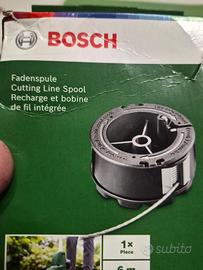 BOSCH
Fadenspule
Cutting Line Spool
Recharge et bobine
de fil intégrée
1×
Piece
6 m
subito